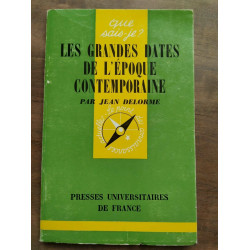 que
sais-je?
LES GRANDES DATES
DE L'ÉPOQUE
CONTEMPORAINE
PAR JEAN DELORME
PRESSES UNIVERSITAIRES
DE FRANCE